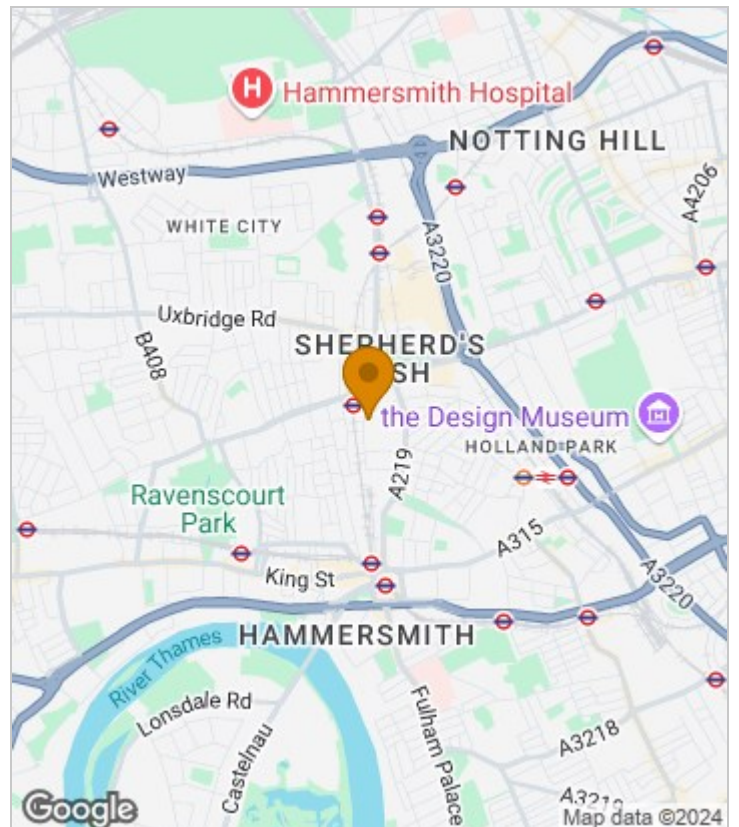 H Hammersmith Hospital
NOTTING HILL
Westway
A4206
WHITE CITY
A3220
Uxbridge Rd
B408
SHEPHERD'S
the Design Museum
HOLLAND PARK
A219
Ravenscourt
Park
A315
King St
A3220
HAMMERSMITH
River Thames
Lonsdale Rd
Castelnau
Fulham Palace
A3218
Google
Map data ©2024